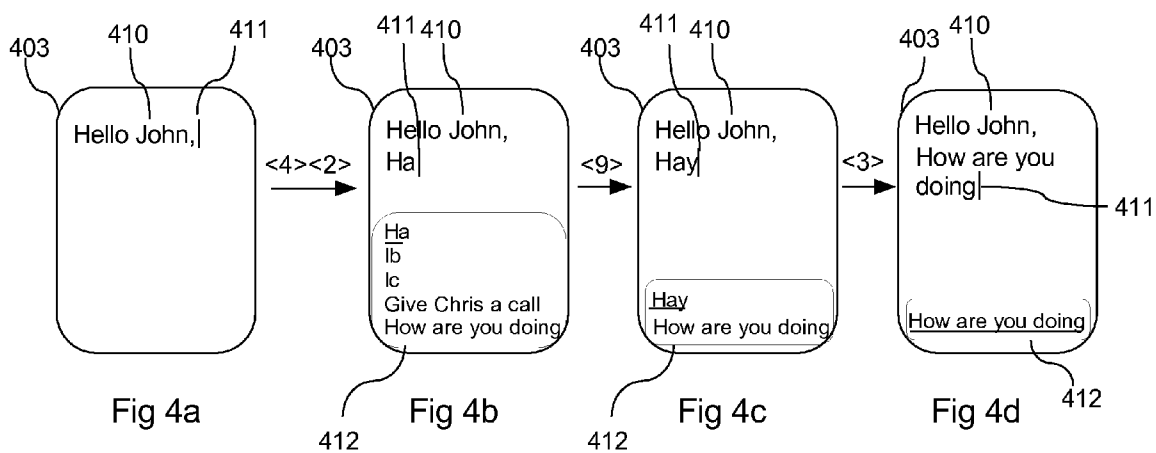 403
410
411
Hello John,
Fig 4a
<4><2>
403
411
410
Hello John,
Ha
Ha
Ib
Ic
Give Chris a call
How are you doing
412
Fig 4b
<9>
403
411
410
Hello John,
Hay
Hay
How are you doing
412
Fig 4c
<3>
403
410
Hello John,
How are you
doing
411
How are you doing
412
Fig 4d